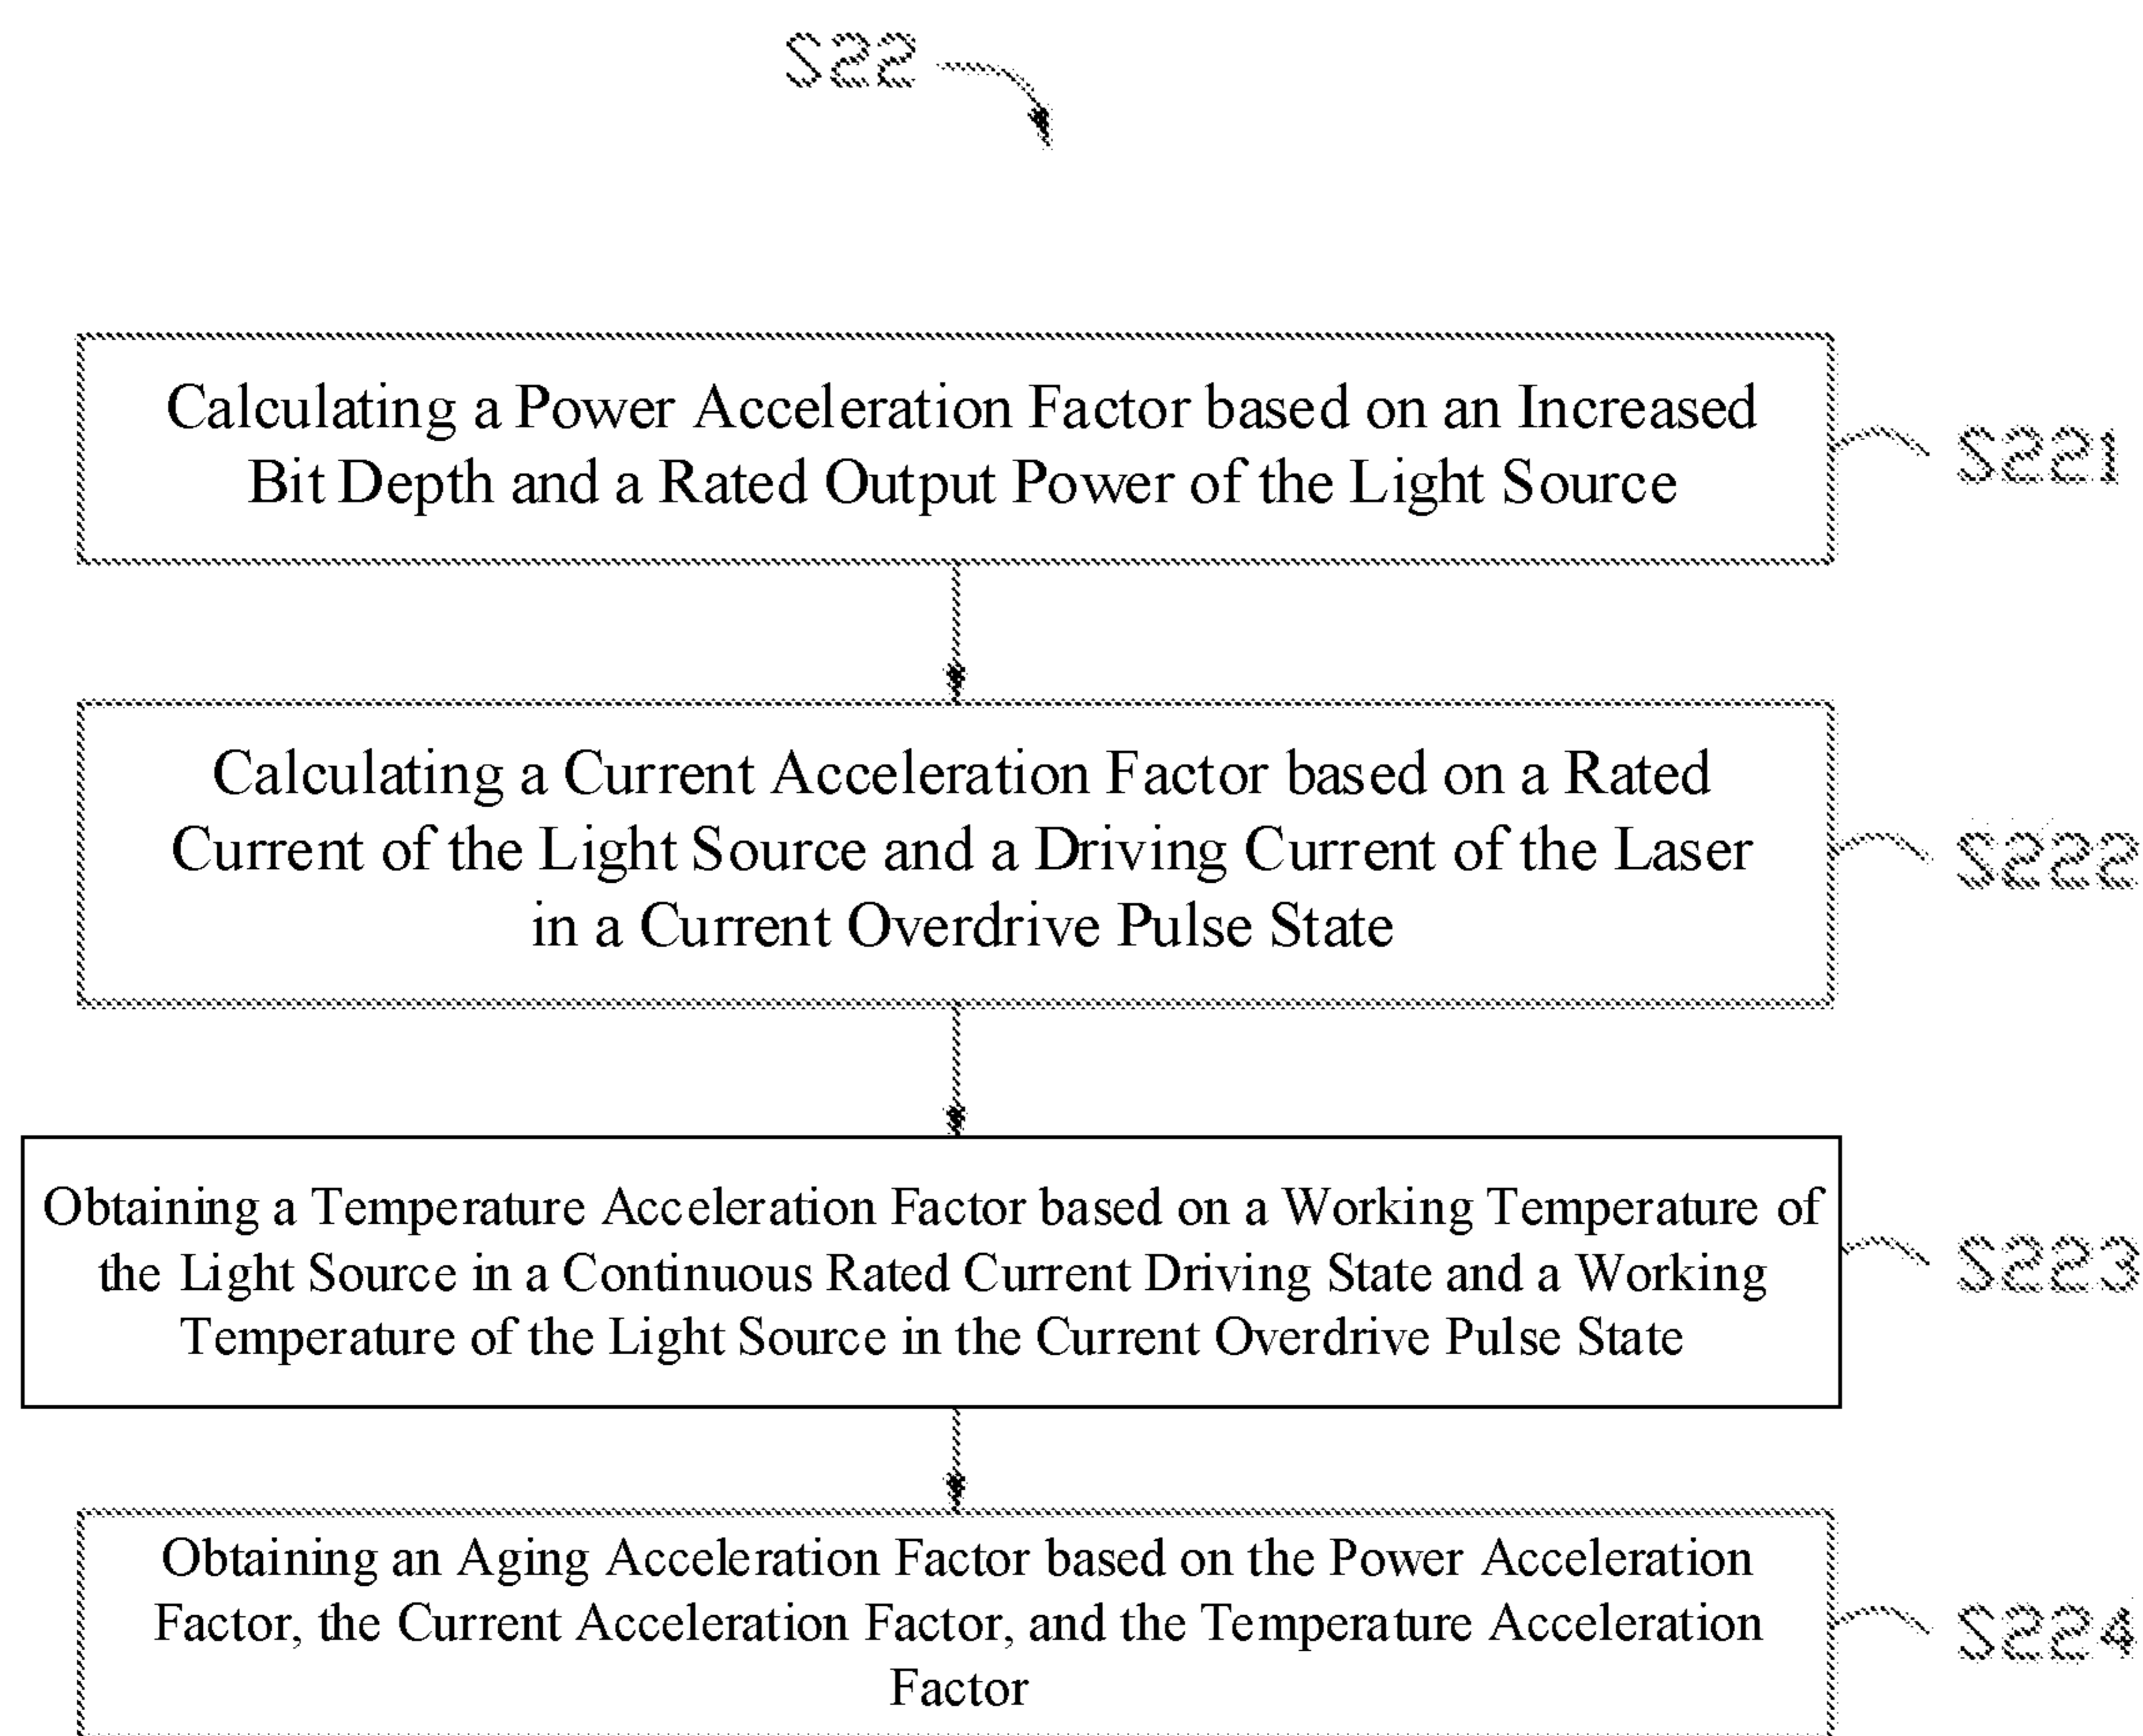 S22
Calculating a Power Acceleration Factor based on an Increased
Bit Depth and a Rated Output Power of the Light Source
S221
Calculating a Current Acceleration Factor based on a Rated
Current of the Light Source and a Driving Current of the Laser
in a Current Overdrive Pulse State
S222
Obtaining a Temperature Acceleration Factor based on a Working Temperature of
the Light Source in a Continuous Rated Current Driving State and a Working
Temperature of the Light Source in the Current Overdrive Pulse State
S223
Obtaining an Aging Acceleration Factor based on the Power Acceleration
Factor, the Current Acceleration Factor, and the Temperature Acceleration
Factor
S224